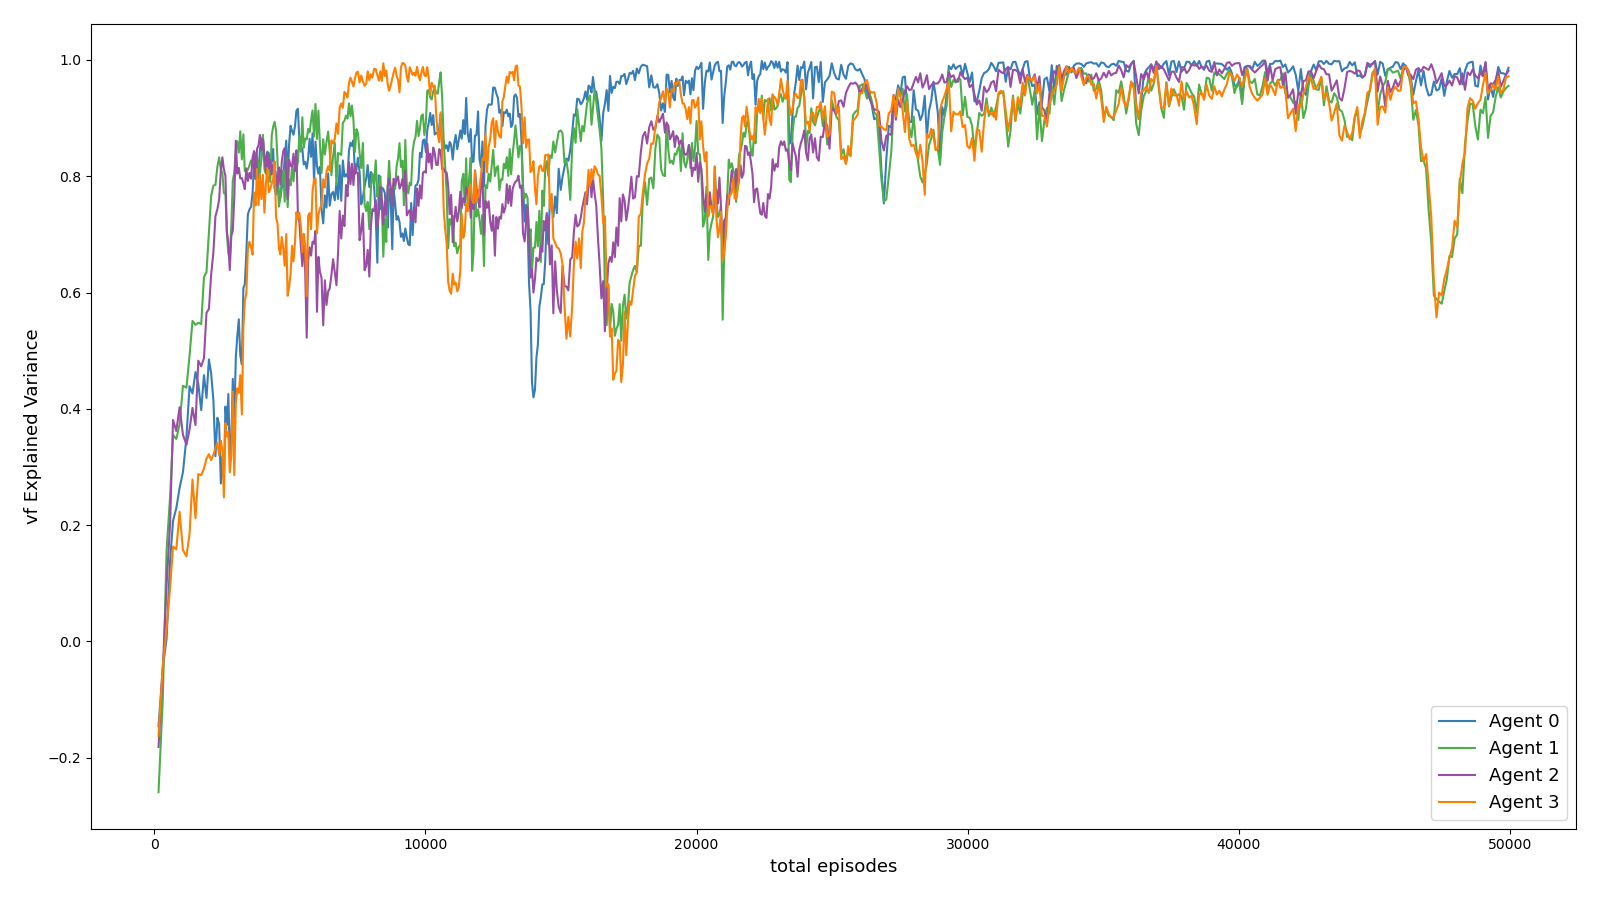 1.0
0.8
0.6
0.4
0.2
0.0
−0.2
vf Explained Variance
0 10000 20000 30000 40000 50000
total episodes
Agent 0
Agent 1
Agent 2
Agent 3